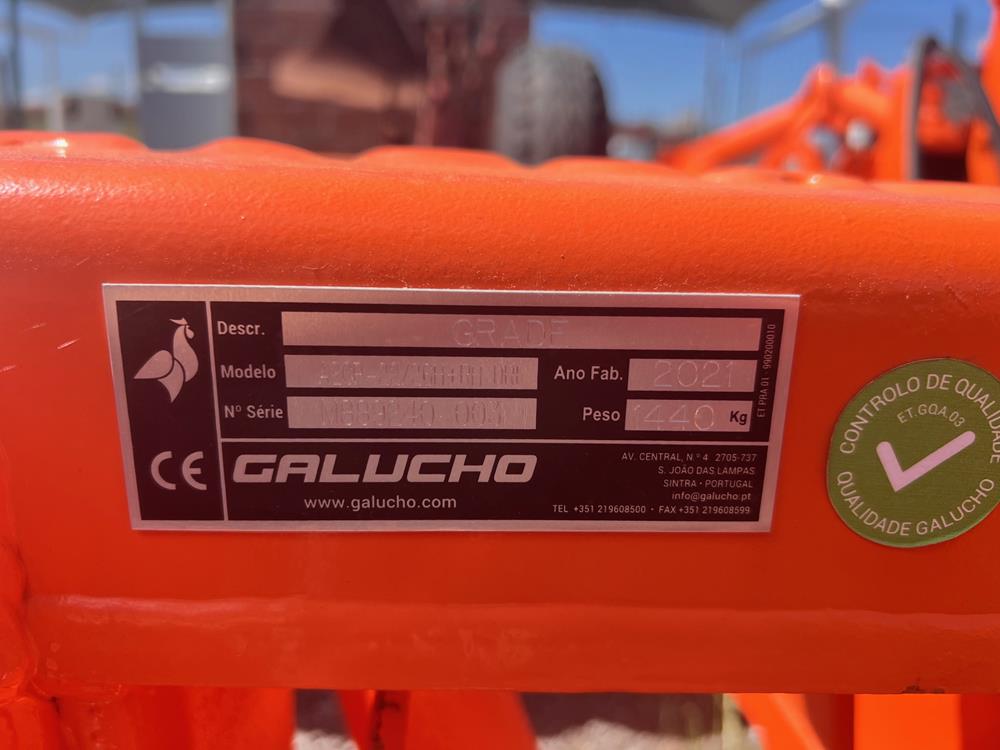 Descr. GRADE
Modelo
Ano Fab. 2021
Nº Série
Peso 1440 Kg
ET PRA 01 · 990200010
CE GALUCHO
www.galucho.com
AV. CENTRAL, N.º 4 2705-737
S. JOÃO DAS LAMPAS
SINTRA · PORTUGAL
info@galucho.pt
TEL +351 219608500 · FAX +351 219608599
CONTROLO DE QUALIDADE
ET.GQA.03
QUALIDADE GALUCHO